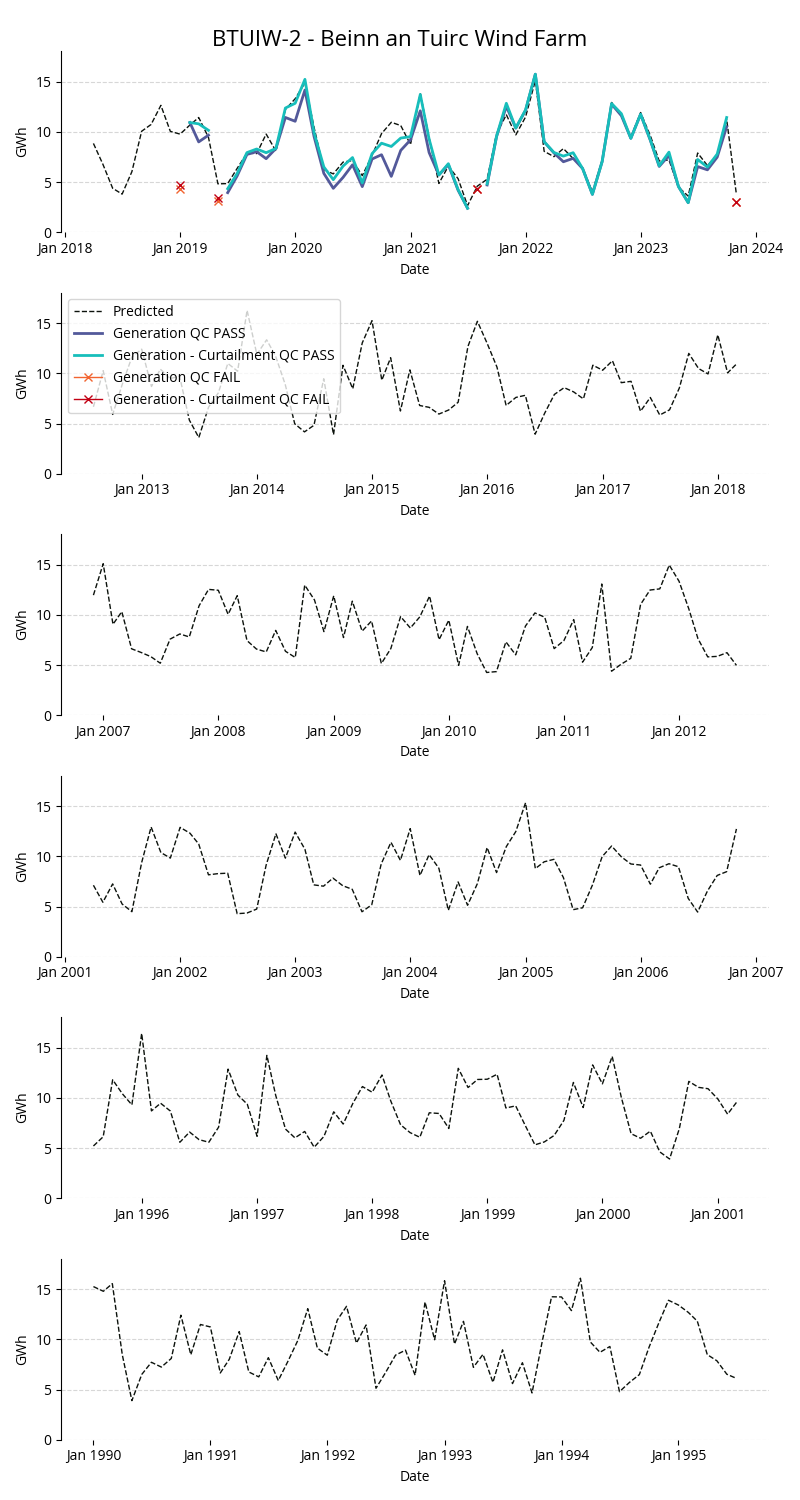 BTUIW-2 - Beinn an Tuirc Wind Farm
15
10
5
0
GWh
Jan 2018 Jan 2019 Jan 2020 Jan 2021 Jan 2022 Jan 2023 Jan 2024
Date
Predicted
Generation QC PASS
Generation - Curtailment QC PASS
Generation QC FAIL
Generation - Curtailment QC FAIL
15
10
5
0
GWh
Jan 2013 Jan 2014 Jan 2015 Jan 2016 Jan 2017 Jan 2018
Date
15
10
5
0
GWh
Jan 2007 Jan 2008 Jan 2009 Jan 2010 Jan 2011 Jan 2012
Date
15
10
5
0
GWh
Jan 2001 Jan 2002 Jan 2003 Jan 2004 Jan 2005 Jan 2006 Jan 2007
Date
15
10
5
0
GWh
Jan 1996 Jan 1997 Jan 1998 Jan 1999 Jan 2000 Jan 2001
Date
15
10
5
0
GWh
Jan 1990 Jan 1991 Jan 1992 Jan 1993 Jan 1994 Jan 1995
Date